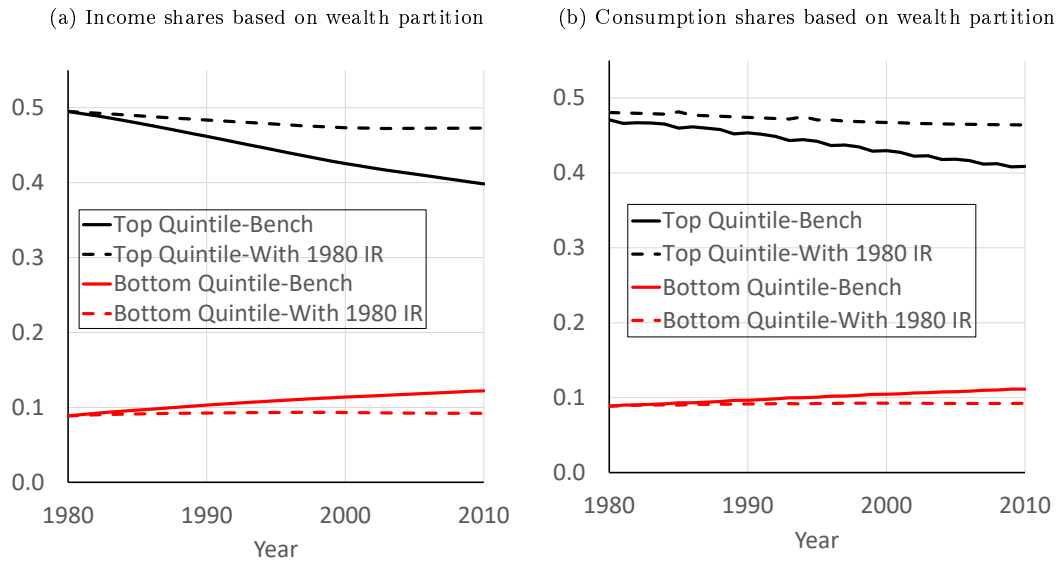 (a) Income shares based on wealth partition
0.5
0.4
0.3
0.2
0.1
0.0
Top Quintile-Bench
Top Quintile-With 1980 IR
Bottom Quintile-Bench
Bottom Quintile-With 1980 IR
1980 1990 2000 2010
Year
(b) Consumption shares based on wealth partition
0.5
0.4
0.3
0.2
0.1
0.0
Top Quintile-Bench
Top Quintile-With 1980 IR
Bottom Quintile-Bench
Bottom Quintile-With 1980 IR
1980 1990 2000 2010
Year